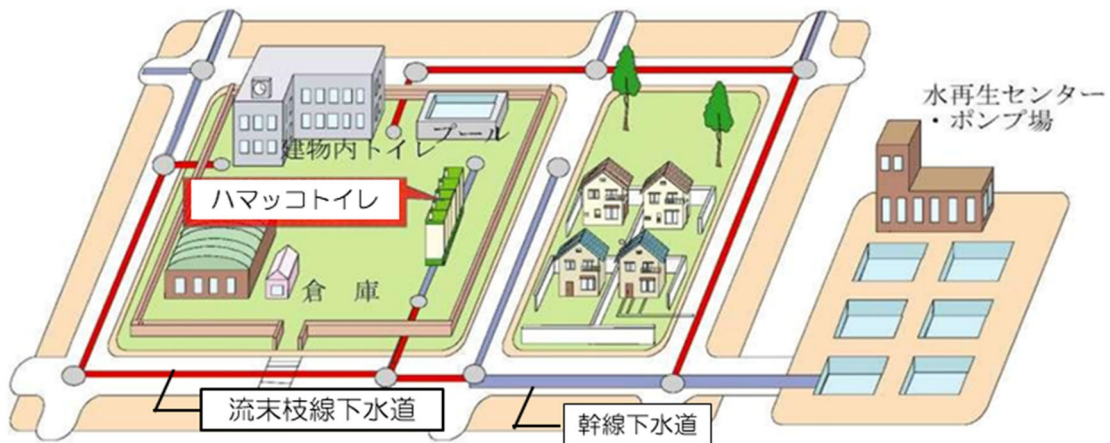 水再生センター
・ポンプ場
プール
建物内トイレ
ハマッコトイレ
倉 庫
流末枝線下水道
幹線下水道